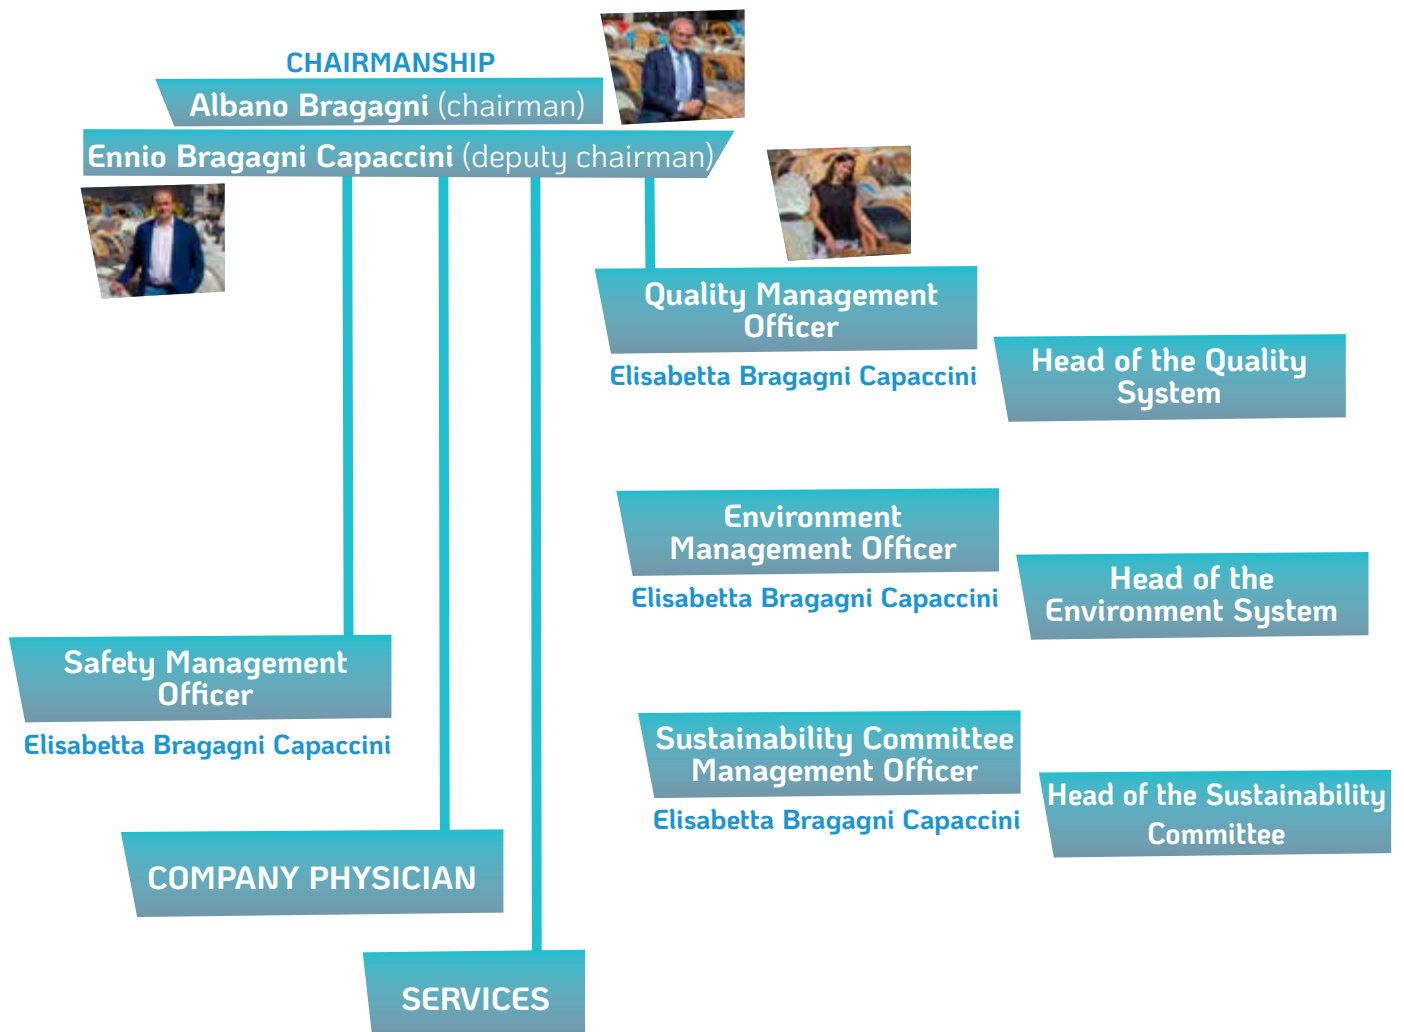 CHAIRMANSHIP
Albano Bragagni (chairman)
Ennio Bragagni Capaccini (deputy chairman)
Quality Management
Officer
Elisabetta Bragagni Capaccini
Head of the Quality
System
Environment
Management Officer
Elisabetta Bragagni Capaccini
Head of the
Environment System
Safety Management
Officer
Elisabetta Bragagni Capaccini
Sustainability Committee
Management Officer
Elisabetta Bragagni Capaccini
Head of the Sustainability
Committee
COMPANY PHYSICIAN
SERVICES